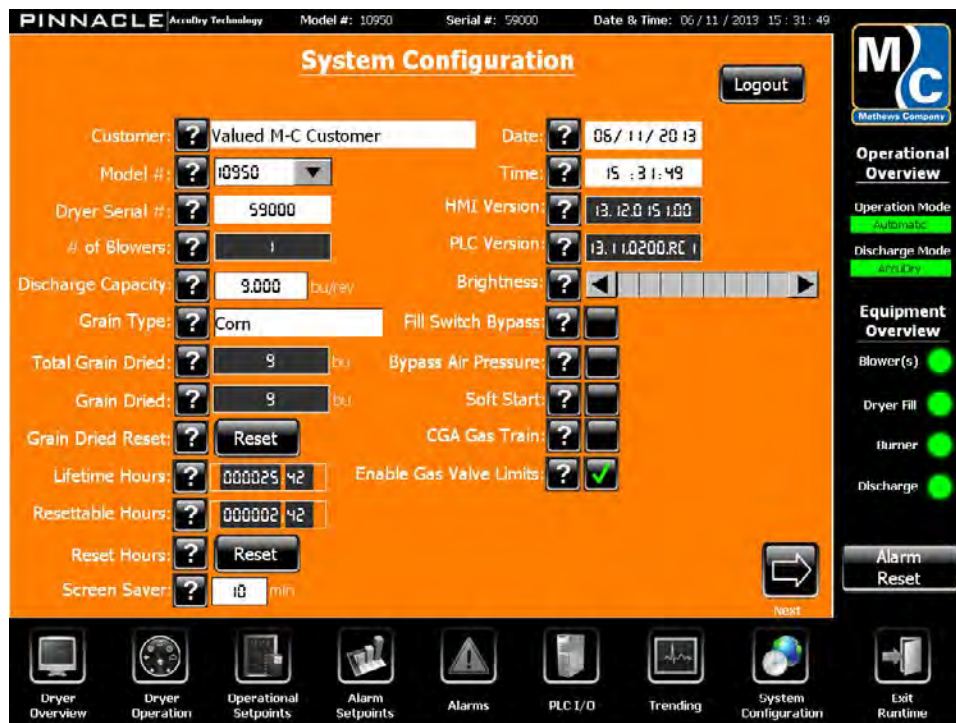 PINNACLE AccuDry Technology Model #: 10950 Serial #: 59000 Date & Time: 06/11/2013 15:31:49
System Configuration
Logout
M C
Mathews Company
Customer: ? Valued M-C Customer
Model #: ? 10950
Dryer Serial #: ? 59000
# of Blowers: ? 1
Discharge Capacity: ? 9.000 bu/rev
Grain Type: ? Corn
Total Grain Dried: ? 9 bu
Grain Dried: ? 9 bu
Grain Dried Reset: ? Reset
Lifetime Hours: ? 000025.42
Resettable Hours: ? 000002.42
Reset Hours: ? Reset
Screen Saver: ? 10 min
Date: ? 06/11/2013
Time: ? 15:31:49
HMI Version: ? 13.12.0151.00
PLC Version: ? 13.11.0200.RC1
Brightness: ?
Fill Switch Bypass: ?
Bypass Air Pressure: ?
Soft Start: ?
CGA Gas Train: ?
Enable Gas Valve Limits: ?
Next
Operational
Overview
Operation Mode
Automatic
Discharge Mode
AccuDry
Equipment
Overview
Blower(s)
Dryer Fill
Burner
Discharge
Alarm
Reset
Dryer
Overview
Dryer
Operation
Operational
Setpoints
Alarm
Setpoints
Alarms
PLC I/O
Trending
System
Configuration
Exit
Runtime